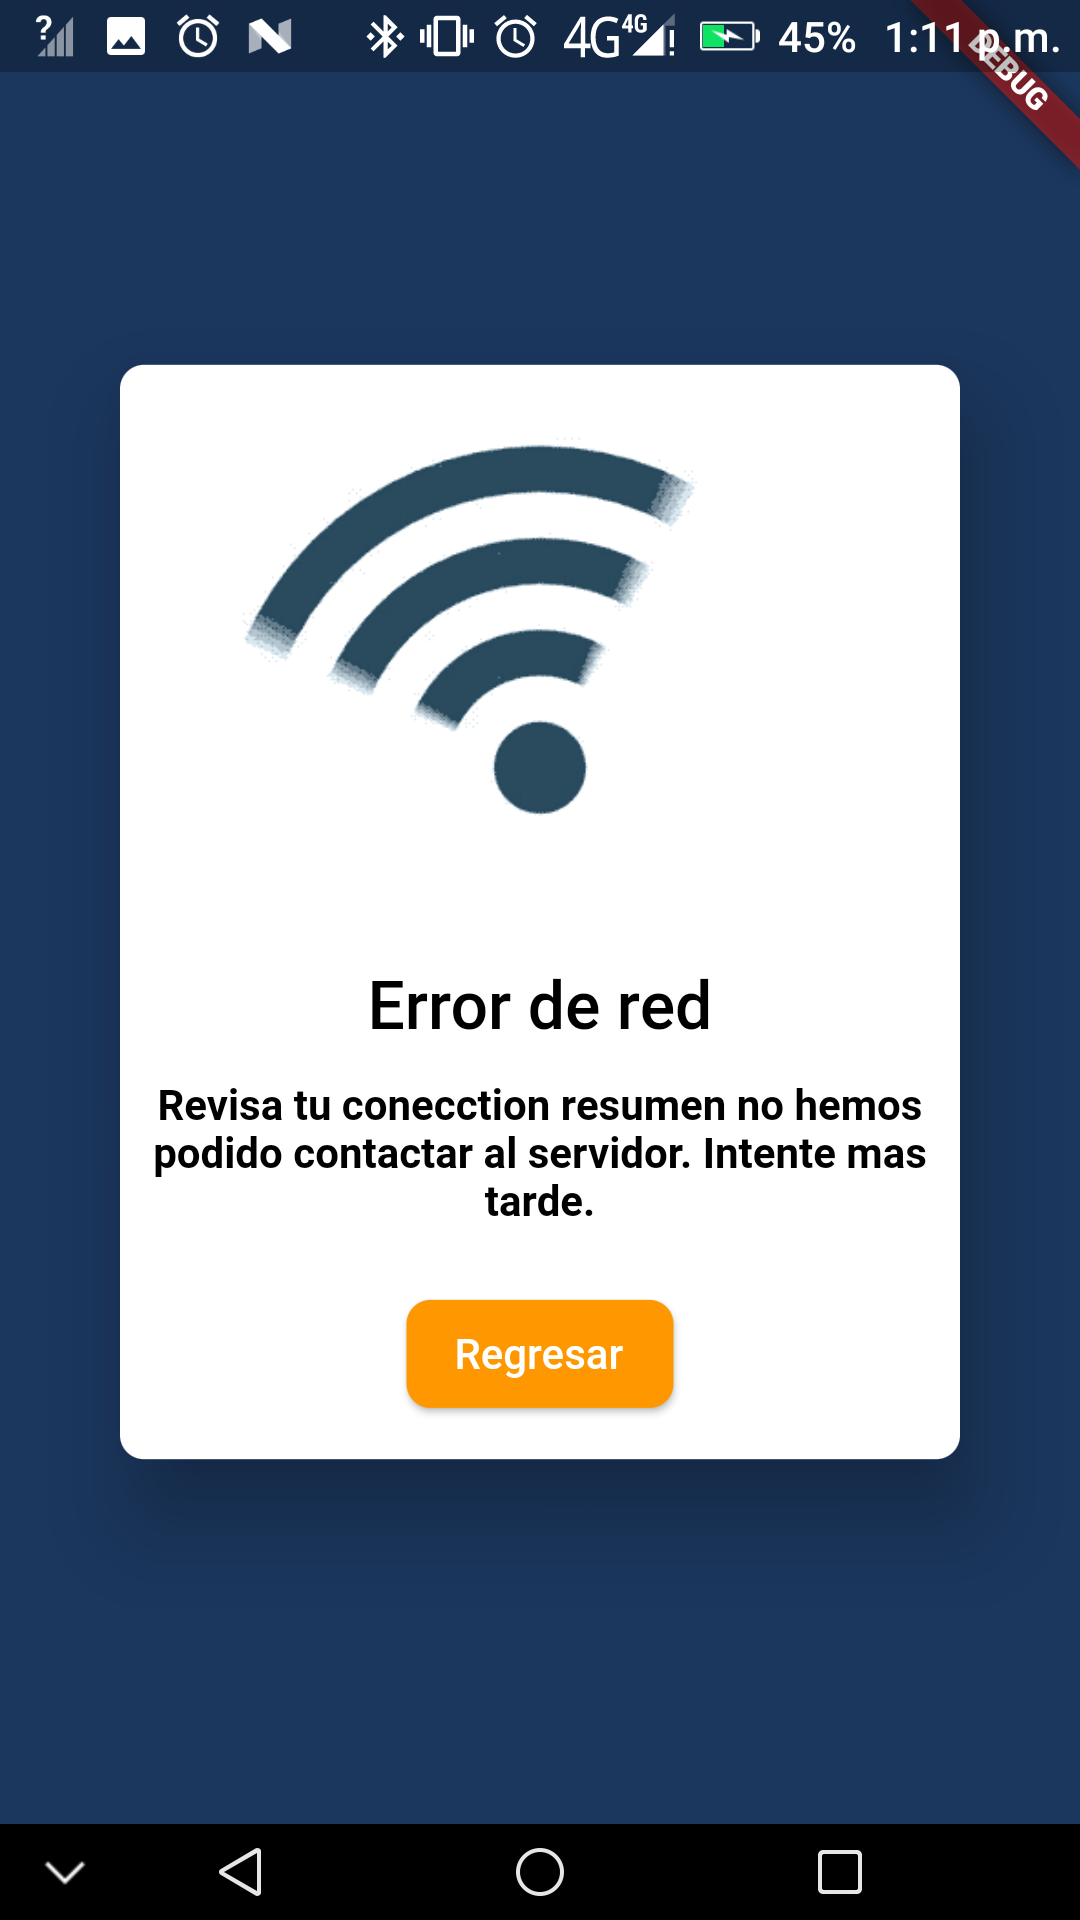 ? 4G 4G ! 45% 1:11 p.m.
DEBUG
Error de red
Revisa tu conecction resumen no hemos
podido contactar al servidor. Intente mas
tarde.
Regresar